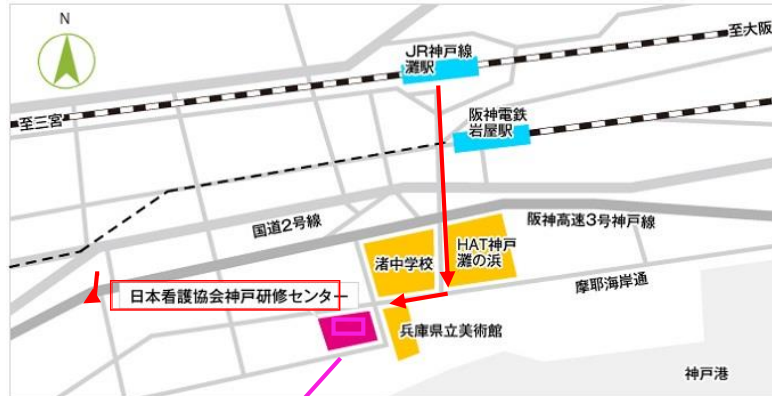 N
JR神戸線
灘駅
至大阪
至三宮
阪神電鉄
岩屋駅
国道2号線
阪神高速3号神戸線
渚中学校
HAT神戸
灘の浜
摩耶海岸通
日本看護協会神戸研修センター
兵庫県立美術館
神戸港